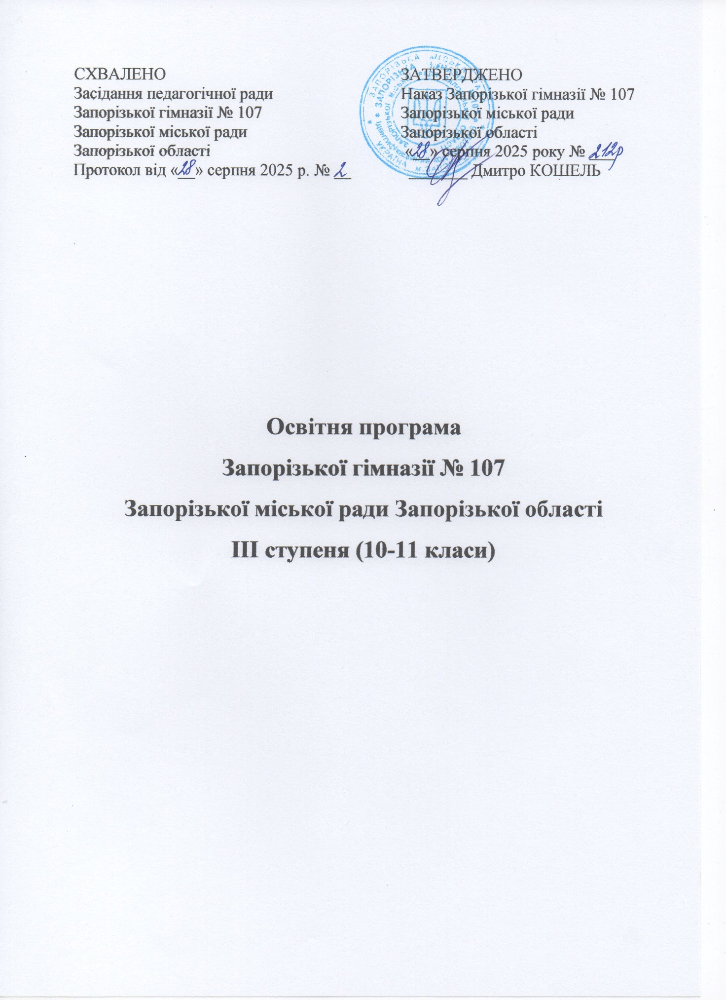 СХВАЛЕНО
Засідання педагогічної ради
Запорізької гімназії № 107
Запорізької міської ради
Запорізької області
Протокол від «28» серпня 2025 р. № 2
ЗАТВЕРДЖЕНО
Наказ Запорізької гімназії № 107
Запорізької міської ради
Запорізької області
«28» серпня 2025 року № 212р
Дмитро КОШЕЛЬ
Освітня програма
Запорізької гімназії № 107
Запорізької міської ради Запорізької області
ІІІ ступеня (10-11 класи)